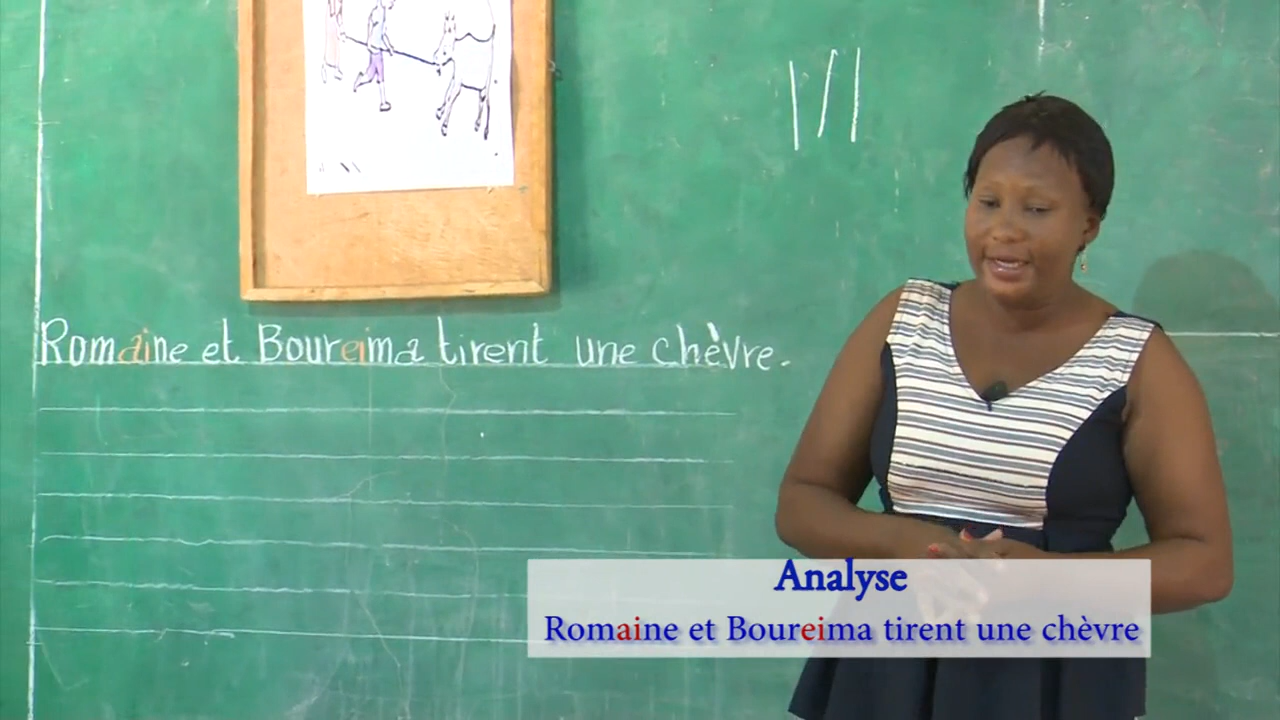 Romaine et Boureima tirent une chèvre.
Analyse
Romaine et Boureima tirent une chèvre